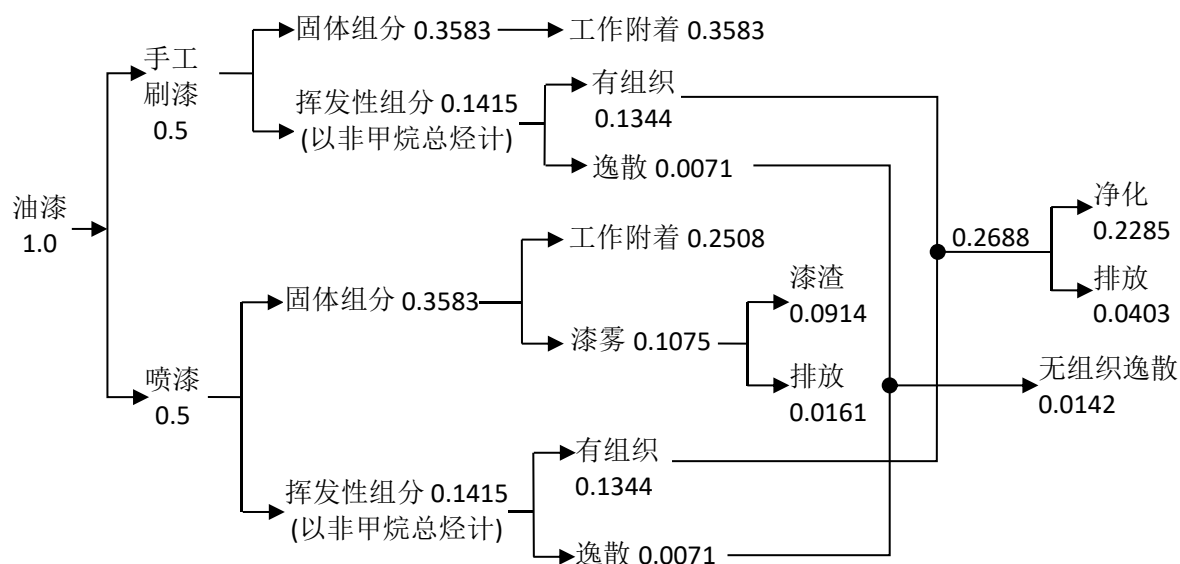 油漆
1.0
手工
刷漆
0.5
固体组分 0.3583
工作附着 0.3583
挥发性组分 0.1415
(以非甲烷总烃计)
有组织
0.1344
逸散 0.0071
喷漆
0.5
固体组分 0.3583
工作附着 0.2508
漆雾 0.1075
漆渣
0.0914
排放
0.0161
挥发性组分 0.1415
(以非甲烷总烃计)
有组织
0.1344
逸散 0.0071
0.2688
净化
0.2285
排放
0.0403
无组织逸散
0.0142